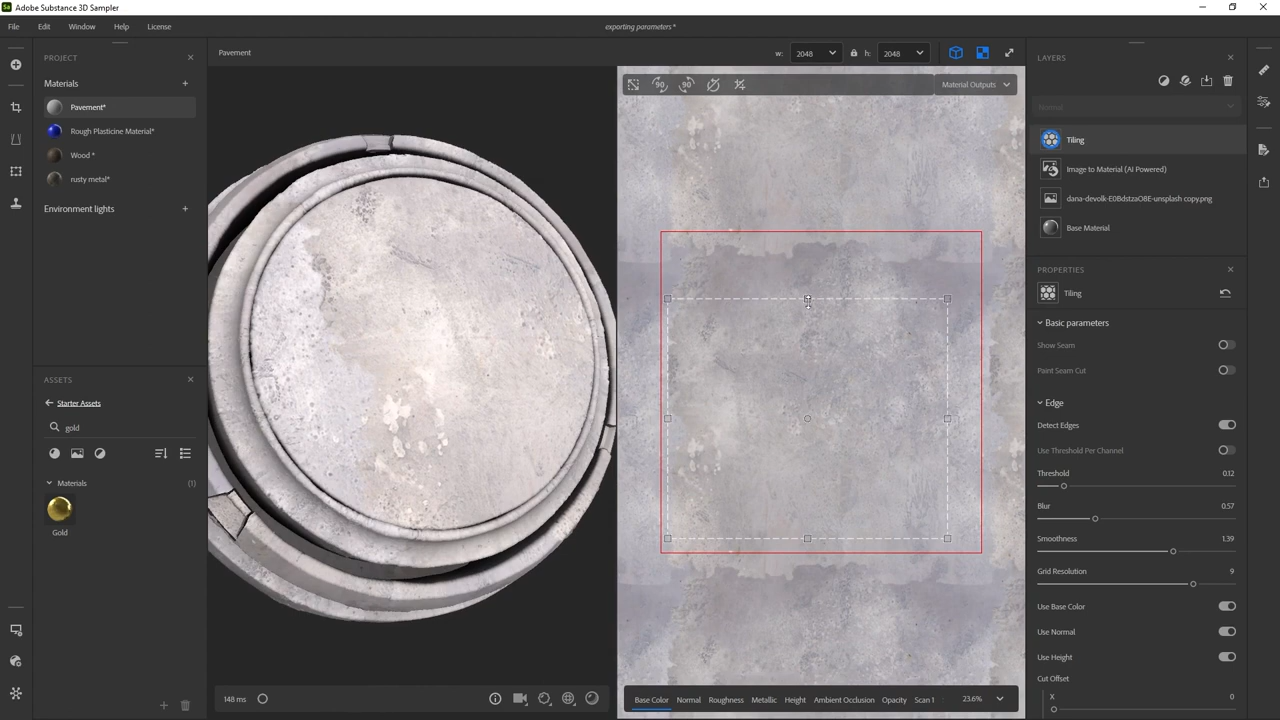 Sa Adobe Substance 3D Sampler
File Edit Window Help License
exporting parameters*
PROJECT
Materials
Pavement*
Rough Plasticine Material*
Wood *
rusty metal*
Environment lights
ASSETS
Starter Assets
gold
Materials (1)
Gold
Pavement
w: 2048 h: 2048
90 90 Material Outputs
148 ms
Base Color Normal Roughness Metallic Height Ambient Occlusion Opacity Scan 1 23.6%
LAYERS
Normal
Tiling
Image to Material (AI Powered)
dana-devolk-E0BdstzaO8E-unsplash copy.png
Base Material
PROPERTIES
Tiling
Basic parameters
Show Seam
Paint Seam Cut
Edge
Detect Edges
Use Threshold Per Channel
Threshold 0.12
Blur 0.57
Smoothness 1.39
Grid Resolution 9
Use Base Color
Use Normal
Use Height
Cut Offset
X 0